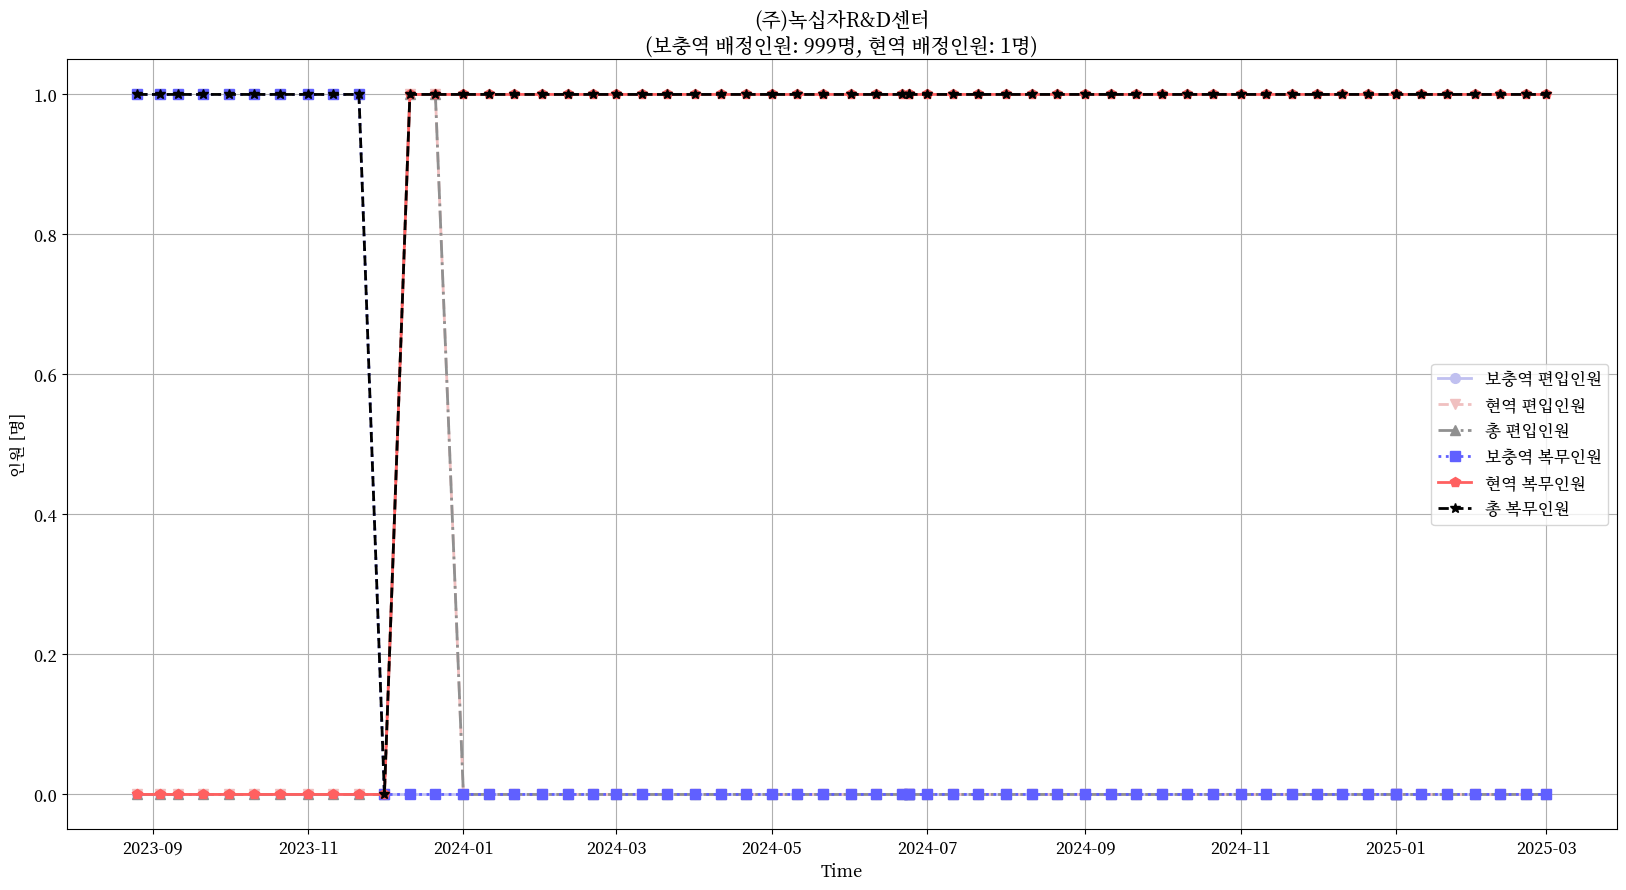 (주)녹십자R&D센터
(보충역 배정인원: 999명, 현역 배정인원: 1명)
인원 [명]
1.0
0.8
0.6
0.4
0.2
0.0
보충역 편입인원
현역 편입인원
총 편입인원
보충역 복무인원
현역 복무인원
총 복무인원
2023-09 2023-11 2024-01 2024-03 2024-05 2024-07 2024-09 2024-11 2025-01 2025-03
Time